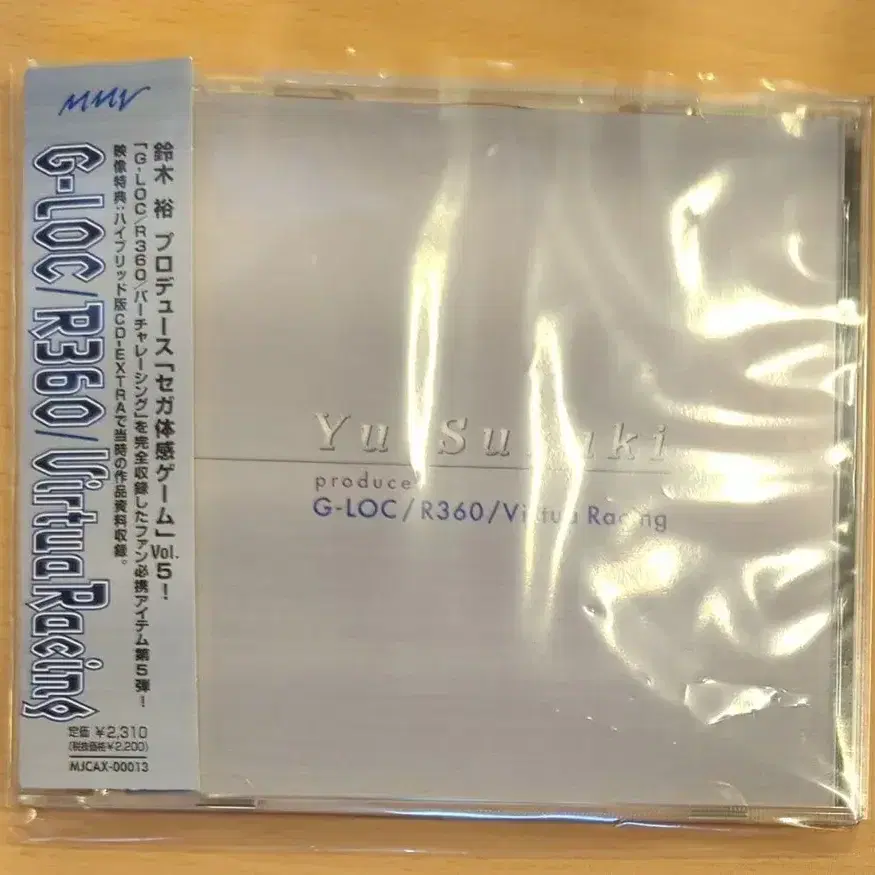 G-LOC/R360/Virtua Racing
鈴木 裕 プロデュース「セガ体感ゲーム」Vol.5!
「G-LOC/R360/バーチャレーシング」を完全収録したファン必携アイテム第5弾!
映像特典:ハイブリッド版CD-EXTRAで当時の作品資料収録。
定価 ¥2,310
(税抜価格¥2,200)
MJCAX-00013
Yu Suzuki
produce
G-LOC/R360/Virtua Racing